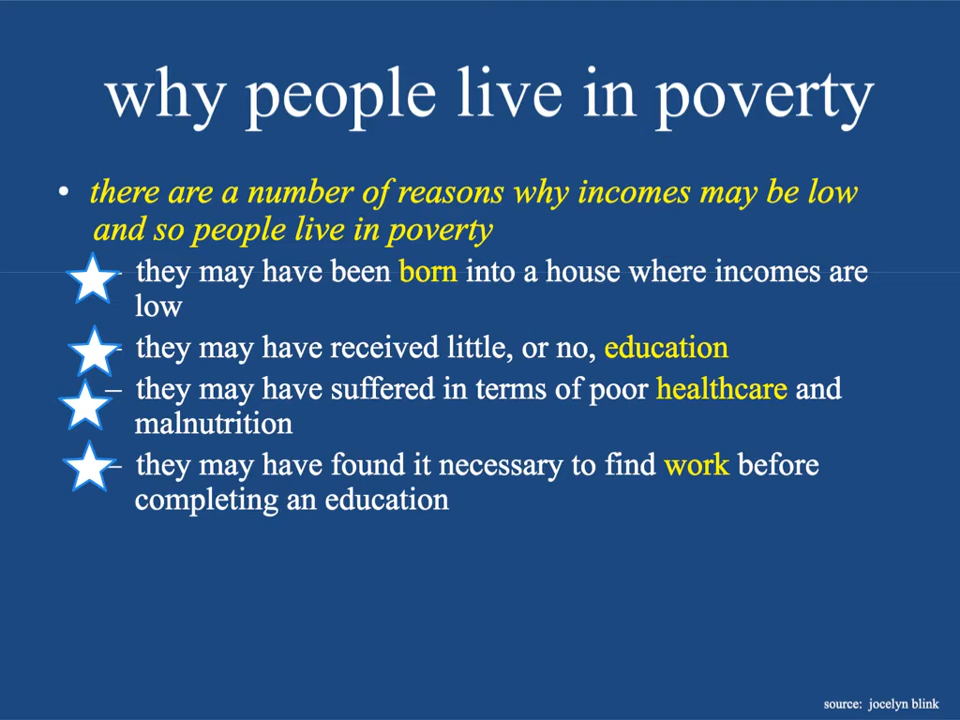 why people live in poverty
• there are a number of reasons why incomes may be low
and so people live in poverty
– they may have been born into a house where incomes are
low
– they may have received little, or no, education
– they may have suffered in terms of poor healthcare and
malnutrition
– they may have found it necessary to find work before
completing an education
source: jocelyn blink